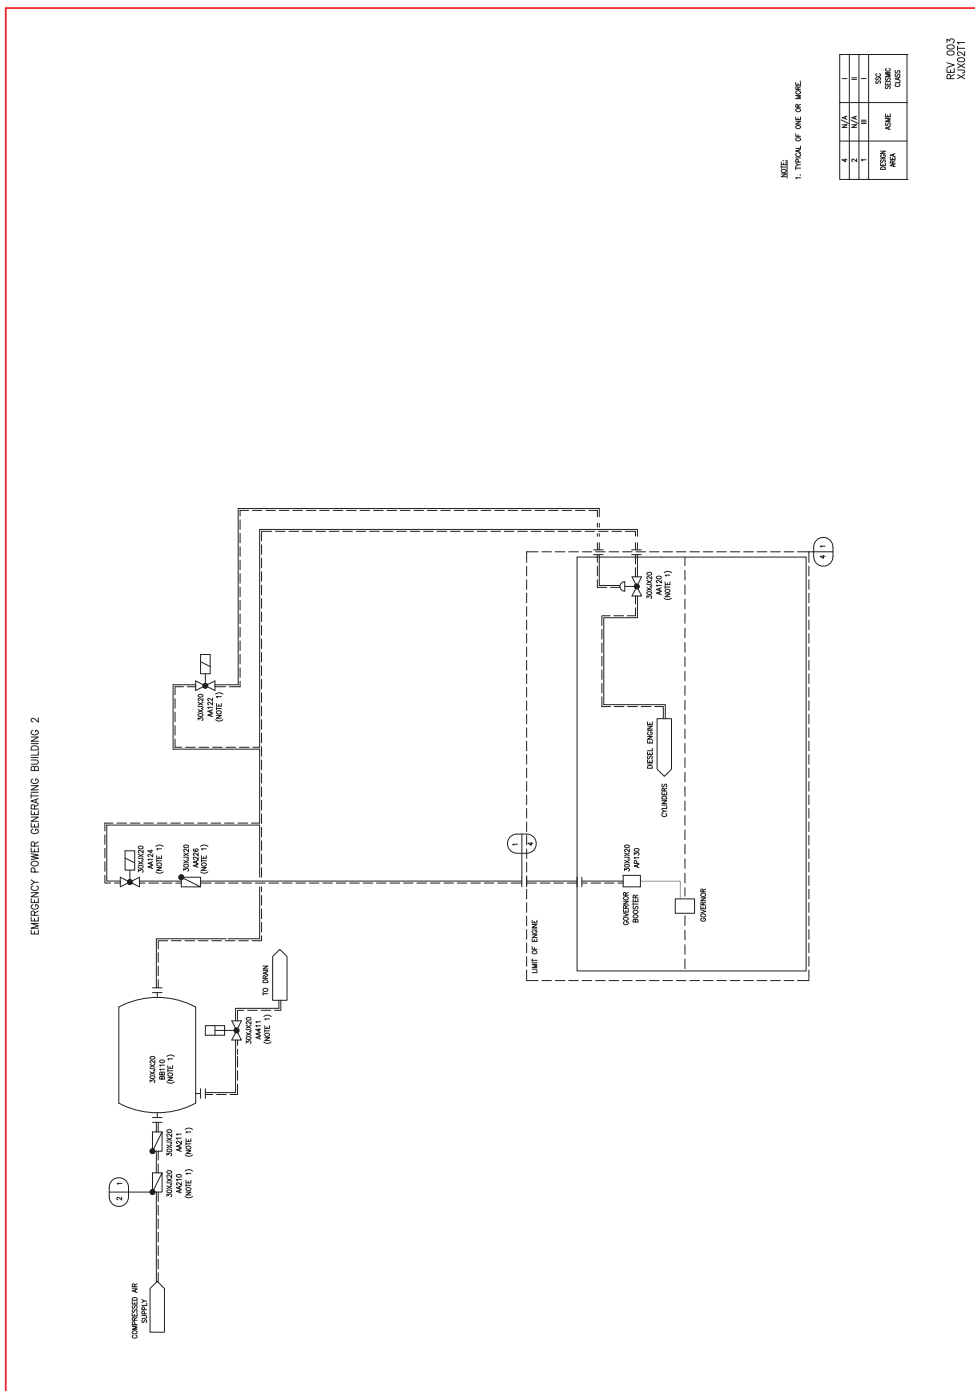 EMERGENCY POWER GENERATING BUILDING 2
COMPRESSED AIR
SUPPLY
2 1
30XJX20
AA210
(NOTE 1)
30XJX20
AA211
(NOTE 1)
30XJX20
BB110
(NOTE 1)
30XJX20
AA411
(NOTE 1)
TO DRAIN
30XJX20
AA124
(NOTE 1)
30XJX20
AA226
(NOTE 1)
30XJX20
AA122
(NOTE 1)
LIMIT OF ENGINE
1
4
GOVERNOR
BOOSTER
30XJX20
AP130
GOVERNOR
DIESEL ENGINE
CYLINDERS
30XJX20
AA120
(NOTE 1)
4 1
NOTE:
1. TYPICAL OF ONE OR MORE.
4 N/A I
2 N/A II
1 III I
DESIGN
AREA
ASME
SSC
SEISMIC
CLASS
REV 003
XJX02T1